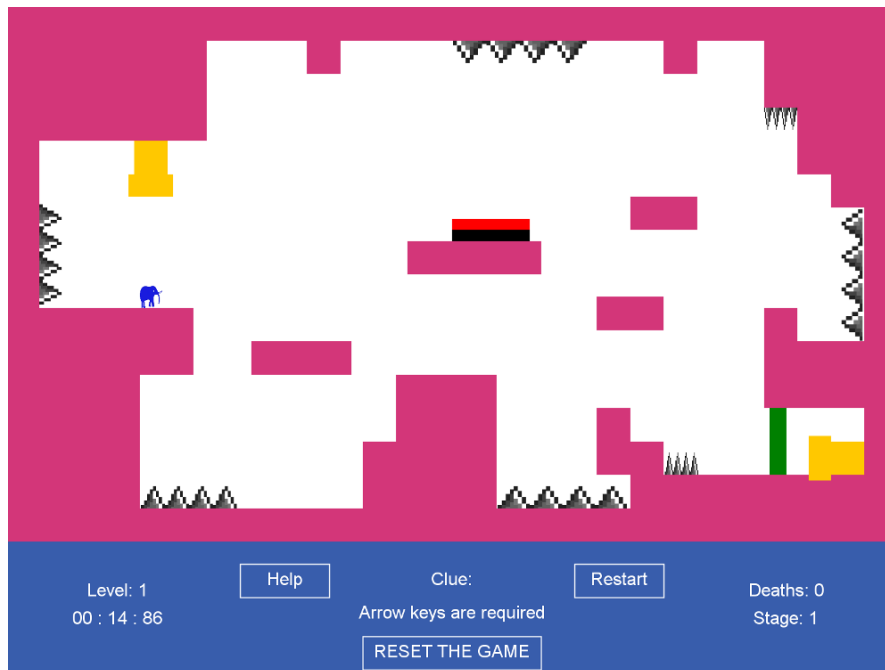 Level: 1
00 : 14 : 86
Help
Clue:
Arrow keys are required
RESET THE GAME
Restart
Deaths: 0
Stage: 1